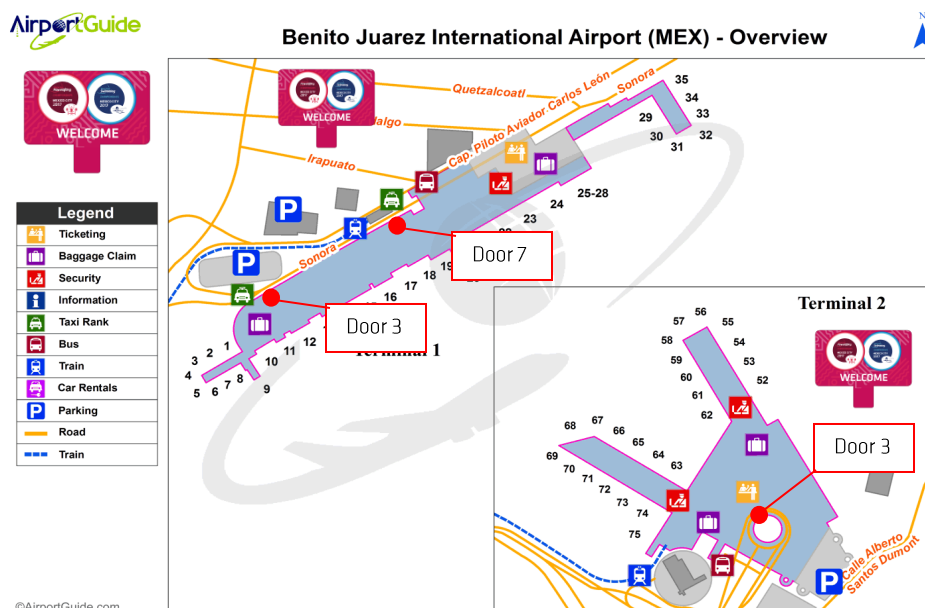 AirportGuide
Benito Juarez International Airport (MEX) - Overview
N
WELCOME
WELCOME
Quetzalcoatl
Cap. Piloto Aviador Carlos León
Sonora
dalgo
Irapuato
Sonora
35
34
33
32
31
30
29
25-28
24
23
Door 7
19
18
17
16
Door 3
12
11
10
9
8
7
6
5
4
3
2
1
Terminal 1
Legend
Ticketing
Baggage Claim
Security
Information
Taxi Rank
Bus
Train
Car Rentals
Parking
Road
Train
P
P
P
i
P
Terminal 2
WELCOME
56
57
55
58
54
59
53
60
52
61
62
67
68
66
65
69
64
70
63
71
72
73
74
75
Door 3
Calle Alberto
Santos Dumont
©AirportGuide.com